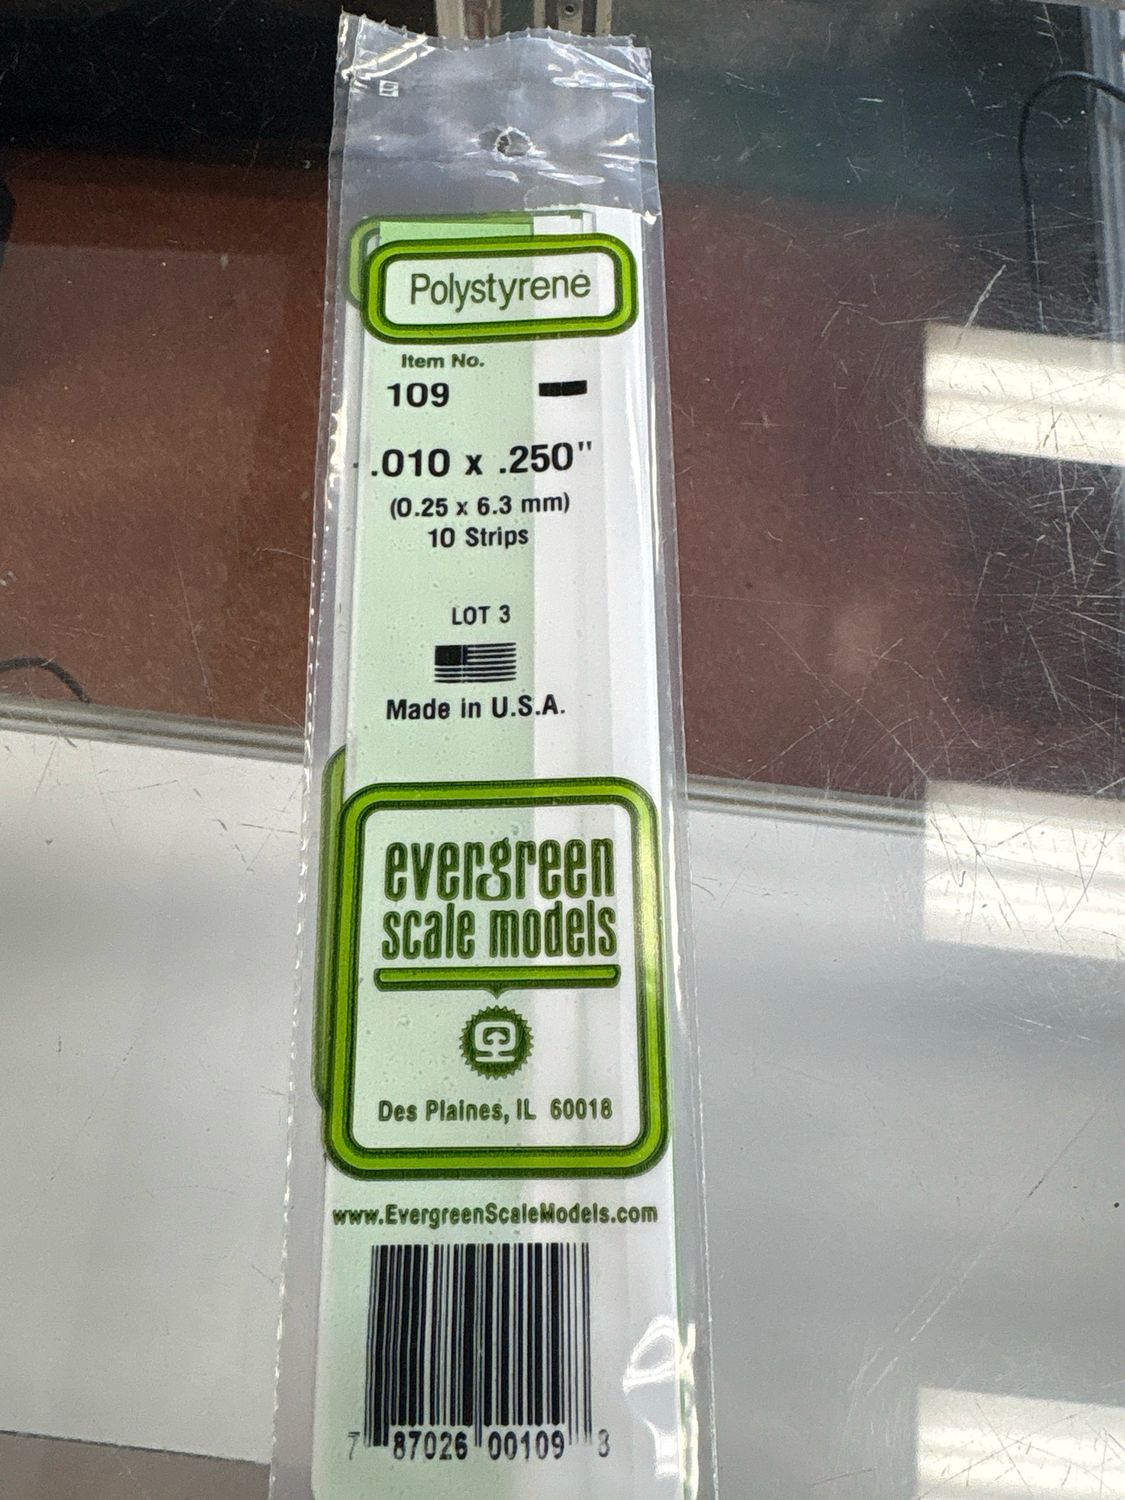 Polystyrene
Item No.
109
.010 x .250"
(0.25 x 6.3 mm)
10 Strips
LOT 3
Made in U.S.A.
evergreen
scale models
Des Plaines, IL 60018
www.EvergreenScaleModels.com
7 87026 00109 3